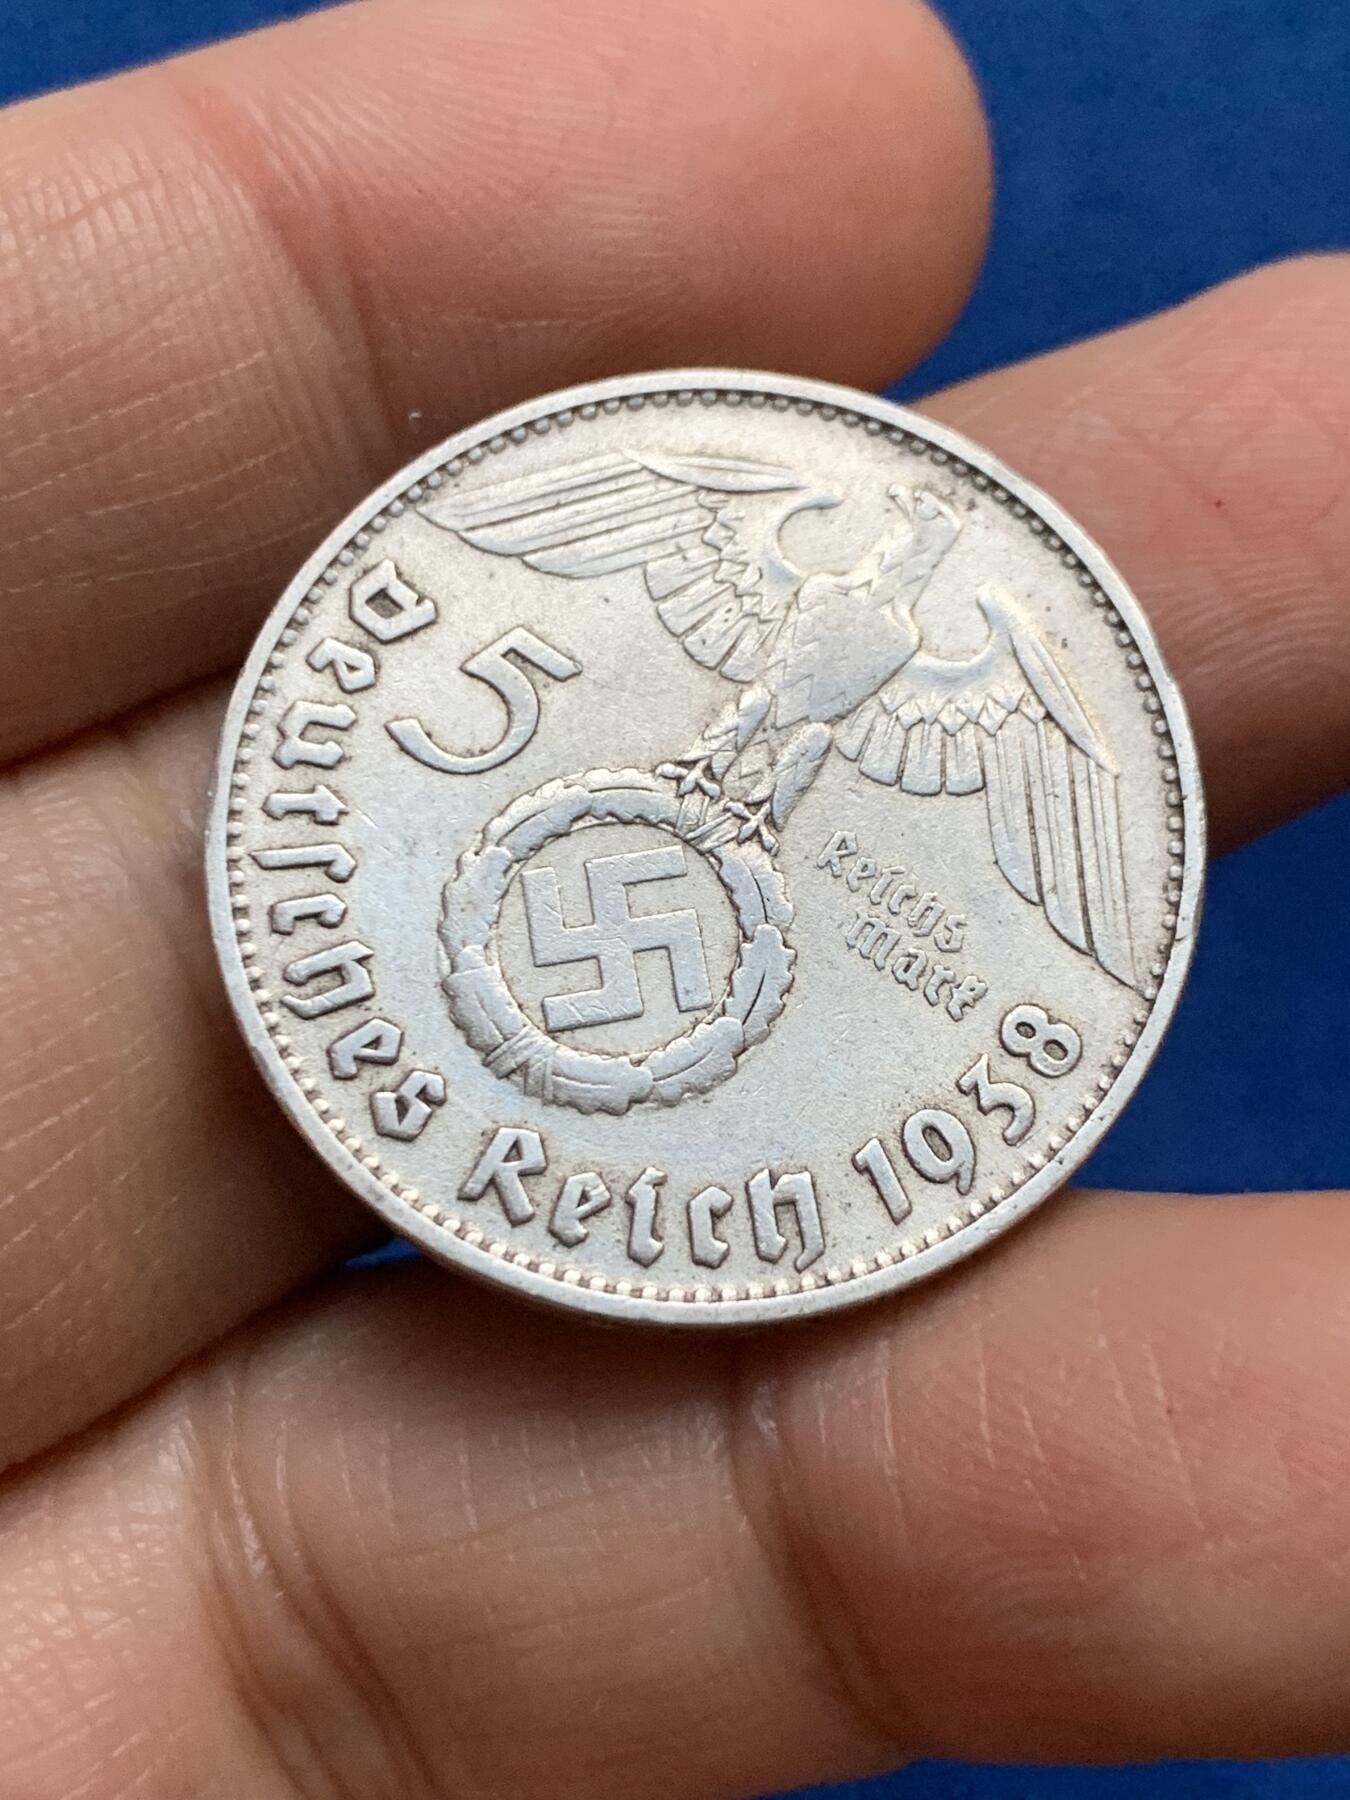 5
Reichs
Mark
Deutſches Reich 1938